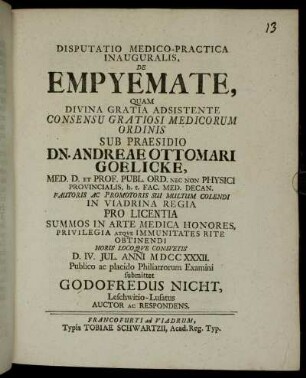 13
DISPUTATIO MEDICO-PRACTICA
INAUGURALIS,
DE
EMPYEMATE,
QUAM
DIVINA GRATIA ADSISTENTE
CONSENSU GRATIOSI MEDICORUM
ORDINIS
SUB PRAESIDIO
DN. ANDREAE OTTOMARI
GOELICKE,
MED. D. ET PROF. PUBL. ORD. NEC NON PHYSICI
PROVINCIALIS, h. t. FAC. MED. DECAN.
FAUTORIS AC PROMOTORIS SUI MULTUM COLENDI
IN VIADRINA REGIA
PRO LICENTIA
SUMMOS IN ARTE MEDICA HONORES,
PRIVILEGIA ATQUE IMMUNITATES RITE
OBTINENDI
HORIS LOCOQVE CONSVETIS
D. IV. JUL. ANNI MDCCXXXII.
Publico ac placido Philiatrorum Examini
submittet
GODOFREDUS NICHT,
Leschwitio-Lusatus
AUCTOR AC RESPONDENS.
FRANCOFURTI ad VIADRUM,
Typis TOBIAE SCHWARTZII, Acad. Reg. Typ.